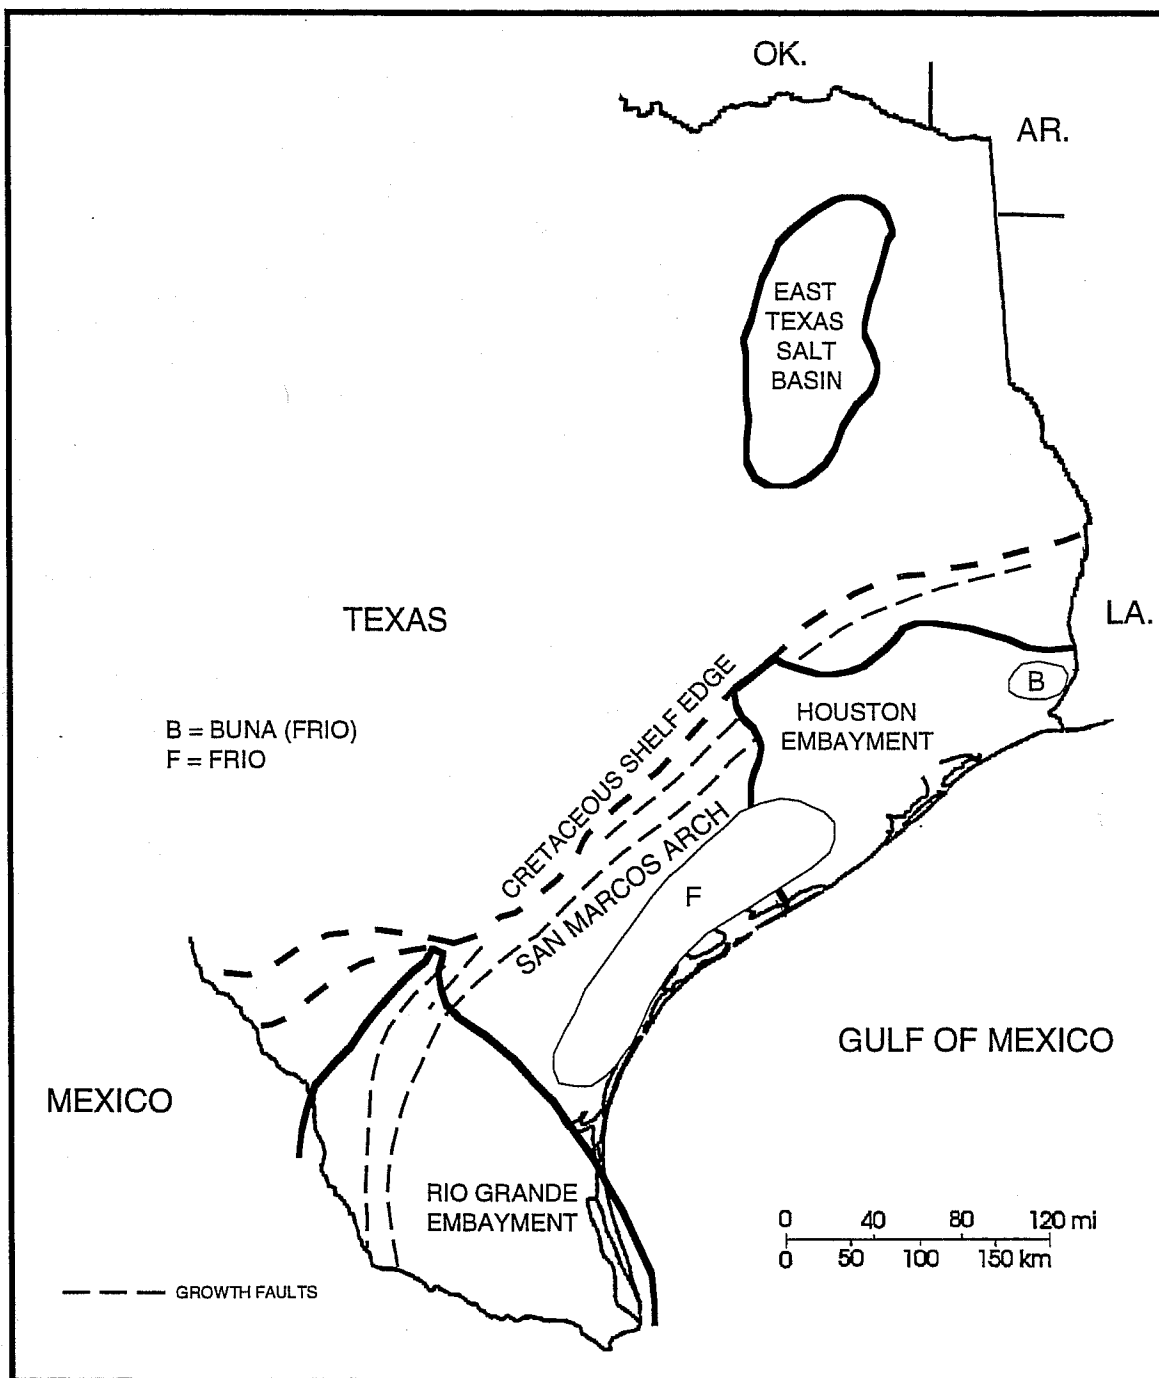 OK.
AR.
EAST
TEXAS
SALT
BASIN
TEXAS
LA.
B
CRETACEOUS SHELF EDGE
HOUSTON
EMBAYMENT
B = BUNA (FRIO)
F = FRIO
SAN MARCOS ARCH
F
GULF OF MEXICO
MEXICO
RIO GRANDE
EMBAYMENT
0 40 80 120 mi
0 50 100 150 km
GROWTH FAULTS